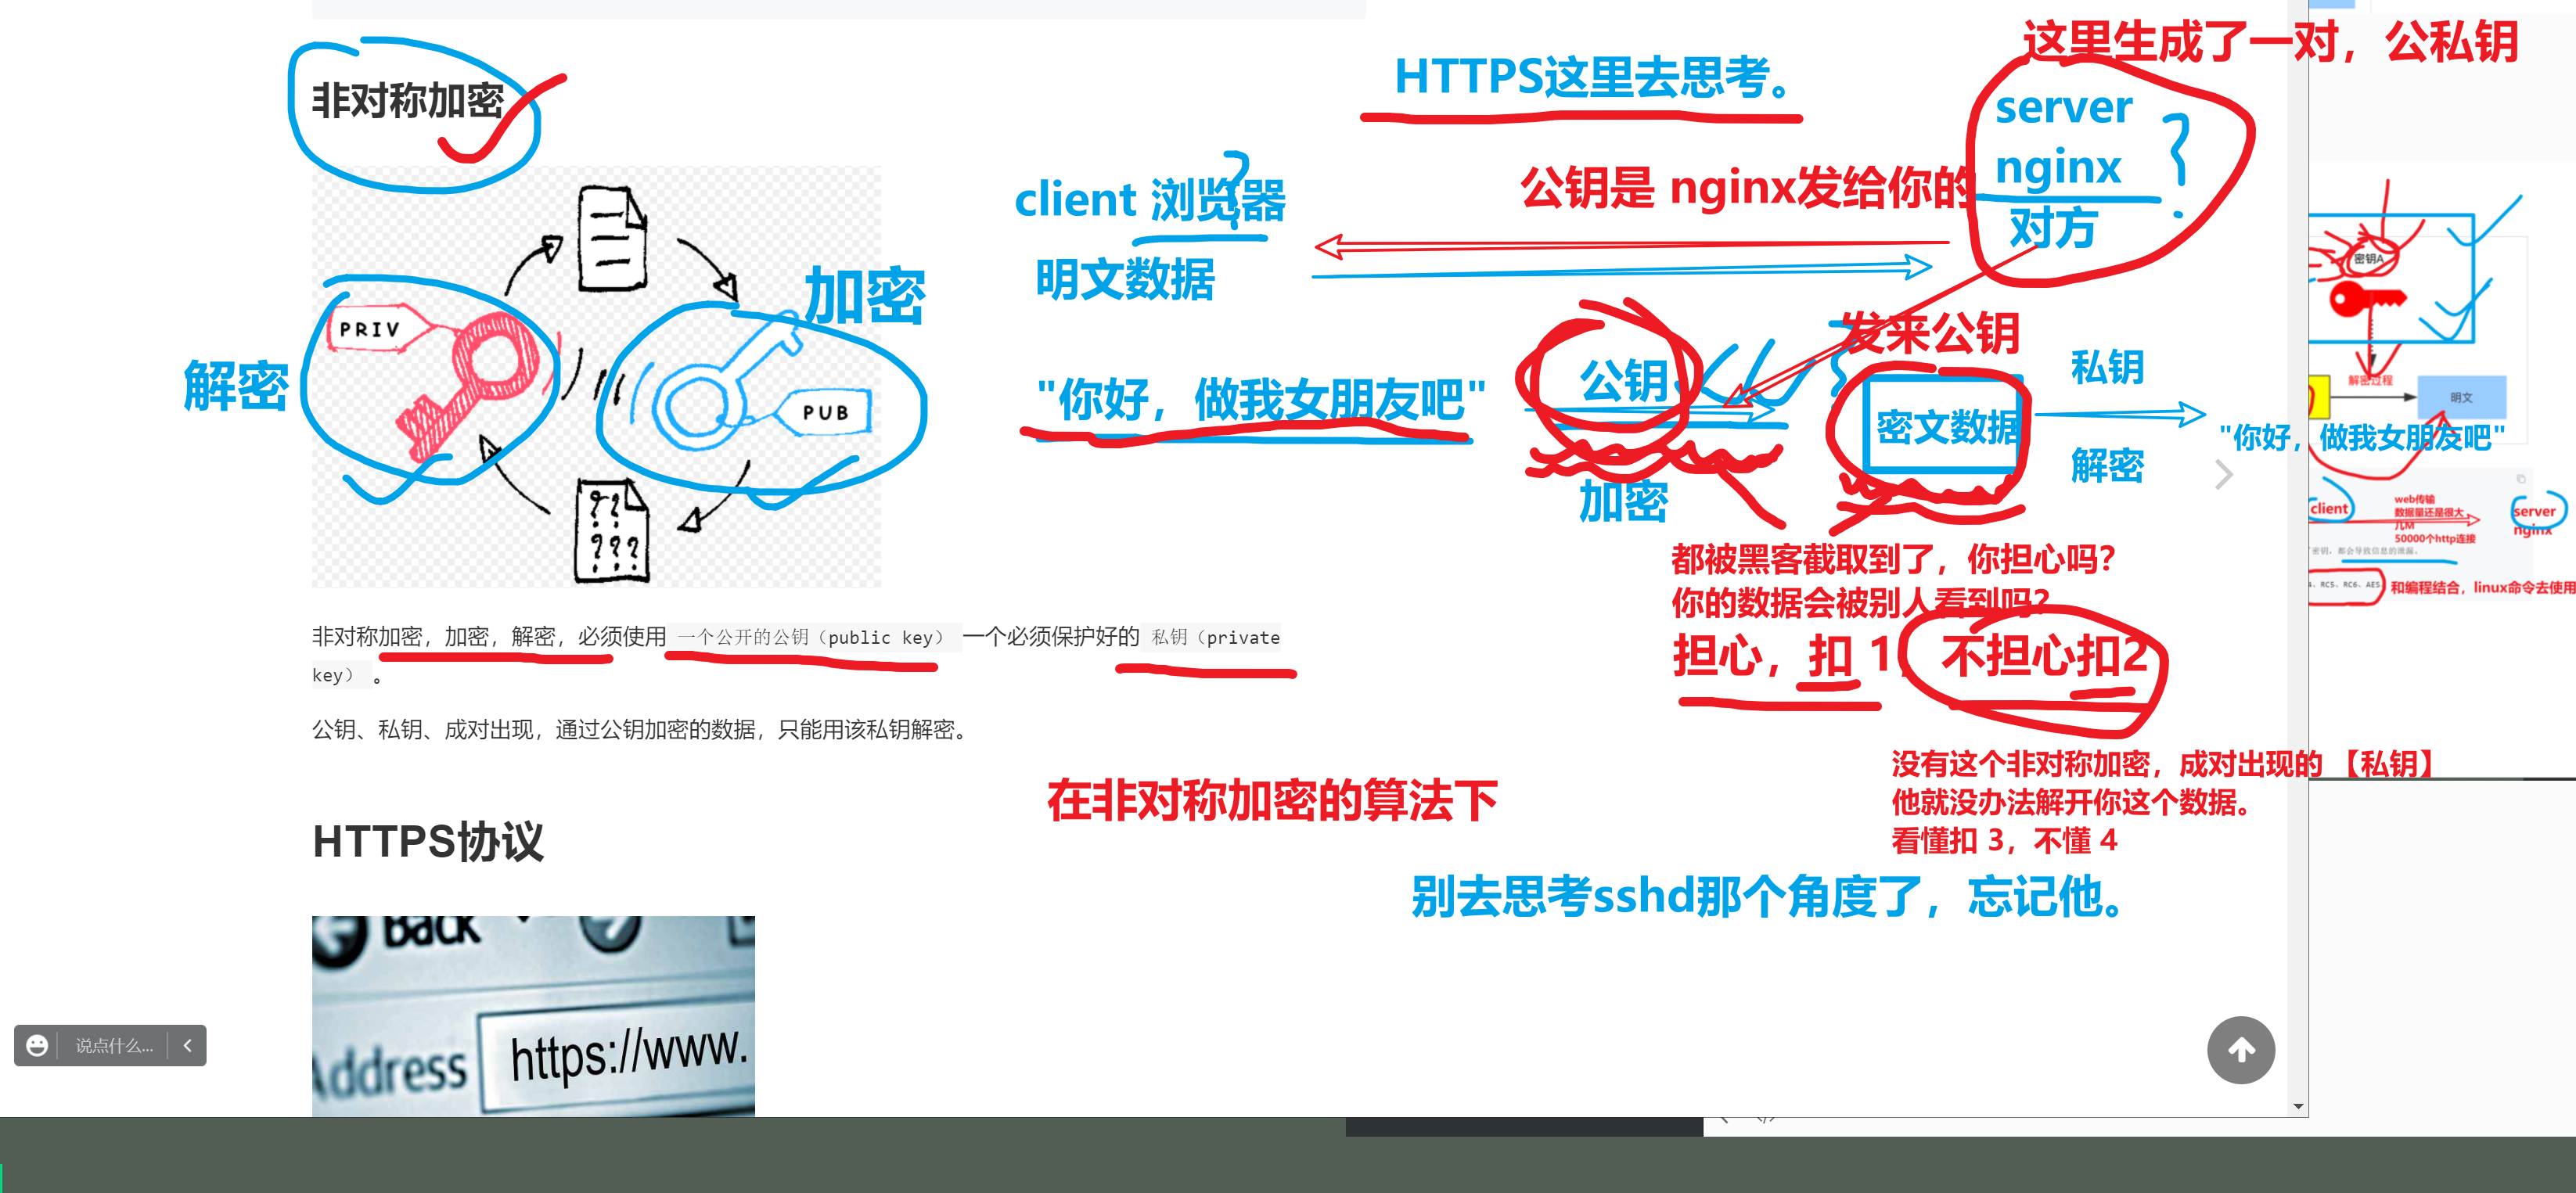 这里生成了一对，公私钥
HTTPS这里去思考。
非对称加密
server
nginx
对方
公钥是 nginx发给你的
client 浏览器
明文数据
加密
PRIV
解密
PUB
发来公钥
公钥
"你好，做我女朋友吧"
密文数据
私钥
解密
"你好，做我女朋友吧"
加密
? ?
? ? ?
都被黑客截取到了，你担心吗？
你的数据会被别人看到吗？
担心，扣 1， 不担心扣2
非对称加密，加密，解密，必须使用 一个公开的公钥（public key） 一个必须保护好的 私钥（private
key） 。
公钥、私钥、成对出现，通过公钥加密的数据，只能用该私钥解密。
没有这个非对称加密，成对出现的 【私钥】
他就没办法解开你这个数据。
看懂扣 3，不懂 4
在非对称加密的算法下
HTTPS协议
别去思考sshd那个角度了，忘记他。
Back
Address
https://www.
说点什么...
密钥A
解密过程
明文
client
web传输
数据量还是很大
几M
50000个http连接
server
nginx
密钥，都会导致信息的泄漏。
、RC5、RC6、AES
和编程结合，linux命令去使用